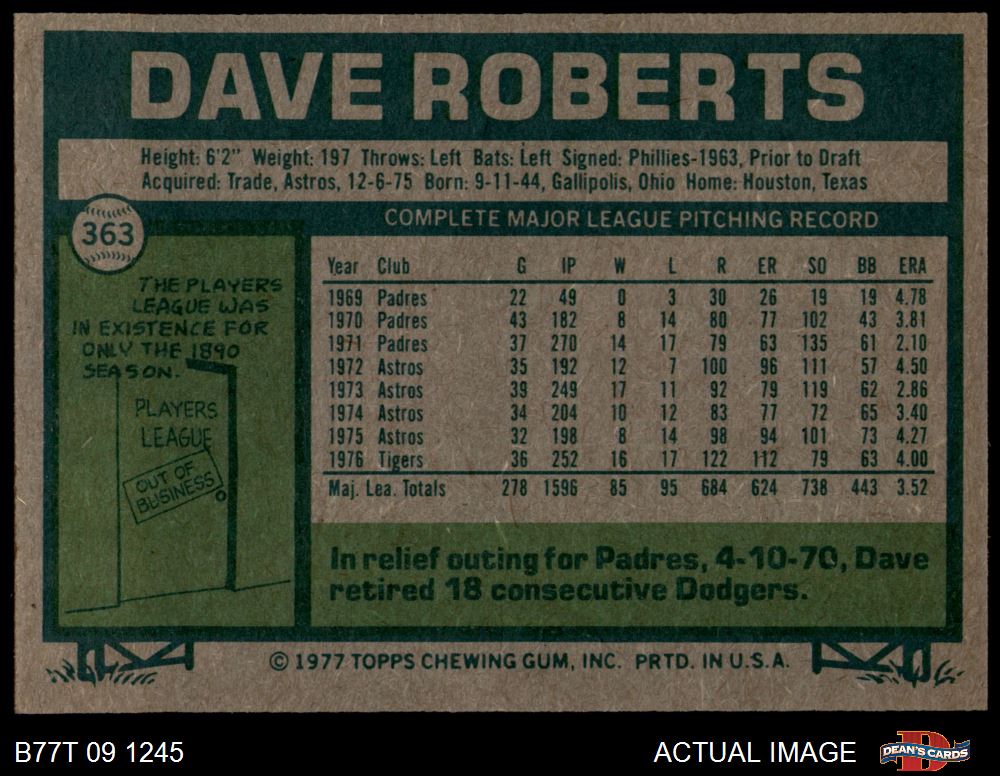 DAVE ROBERTS
Height: 6'2" Weight: 197 Throws: Left Bats: Left Signed: Phillies-1963, Prior to Draft
Acquired: Trade, Astros, 12-6-75 Born: 9-11-44, Gallipolis, Ohio Home: Houston, Texas
363
THE PLAYERS
LEAGUE WAS
IN EXISTENCE FOR
ONLY THE 1890
SEASON.
PLAYERS
LEAGUE
OUT OF
BUSINESS
COMPLETE MAJOR LEAGUE PITCHING RECORD
Year Club G IP W L R ER SO BB ERA
1969 Padres 22 49 0 3 30 26 19 19 4.78
1970 Padres 43 182 8 14 80 77 102 43 3.81
1971 Padres 37 270 14 17 79 63 135 61 2.10
1972 Astros 35 192 12 7 100 96 111 57 4.50
1973 Astros 39 249 17 11 92 79 119 62 2.86
1974 Astros 34 204 10 12 83 77 72 65 3.40
1975 Astros 32 198 8 14 98 94 101 73 4.27
1976 Tigers 36 252 16 17 122 112 79 63 4.00
Maj. Lea. Totals 278 1596 85 95 684 624 738 443 3.52
In relief outing for Padres, 4-10-70, Dave
retired 18 consecutive Dodgers.
© 1977 TOPPS CHEWING GUM, INC. PRTD. IN U.S.A.
B77T 09 1245
ACTUAL IMAGE
DEAN'S CARDS